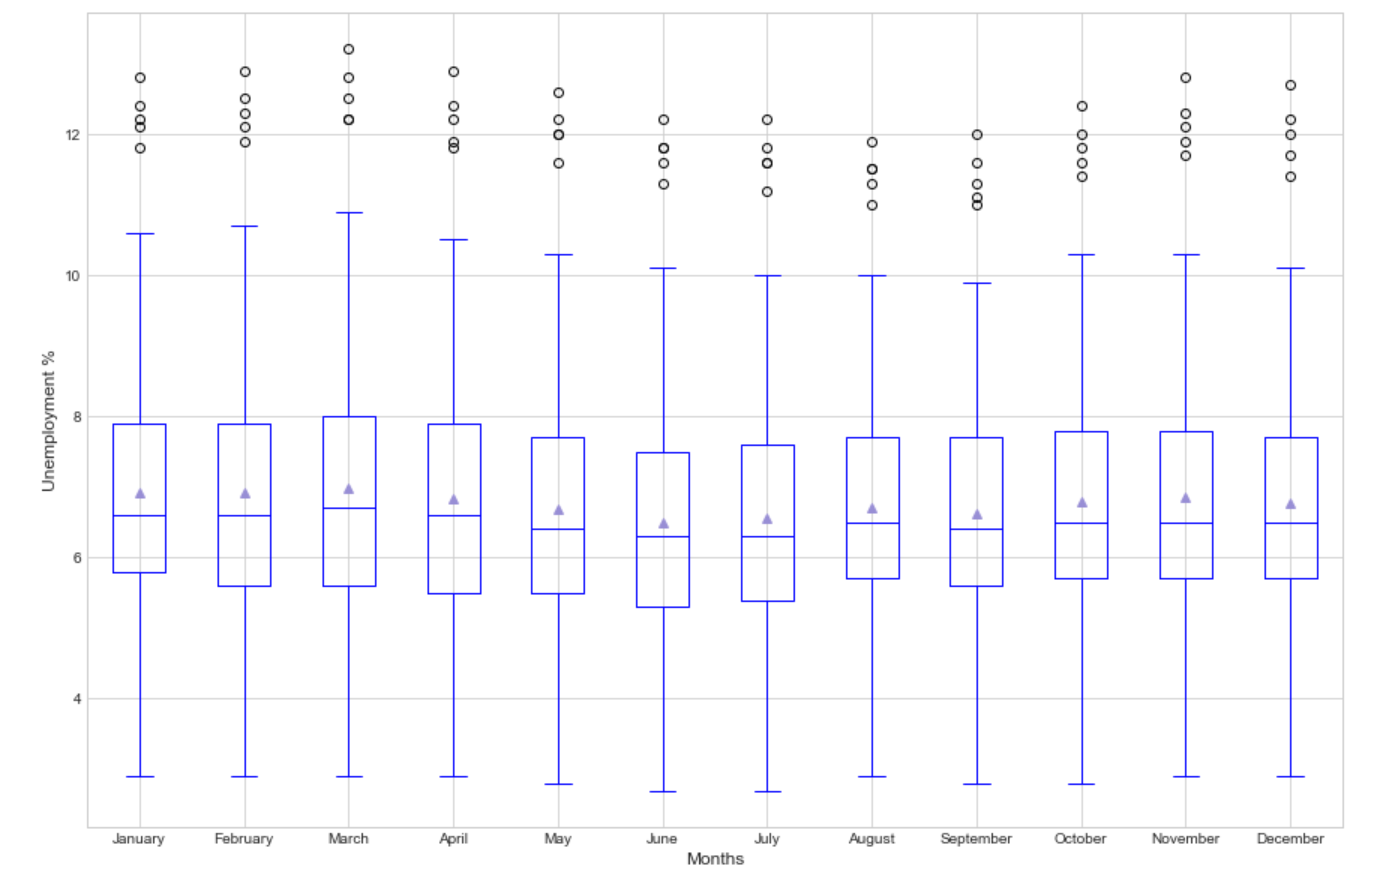 12
10
8
6
4
Unemployment %
January February March April May June July August September October November December
Months